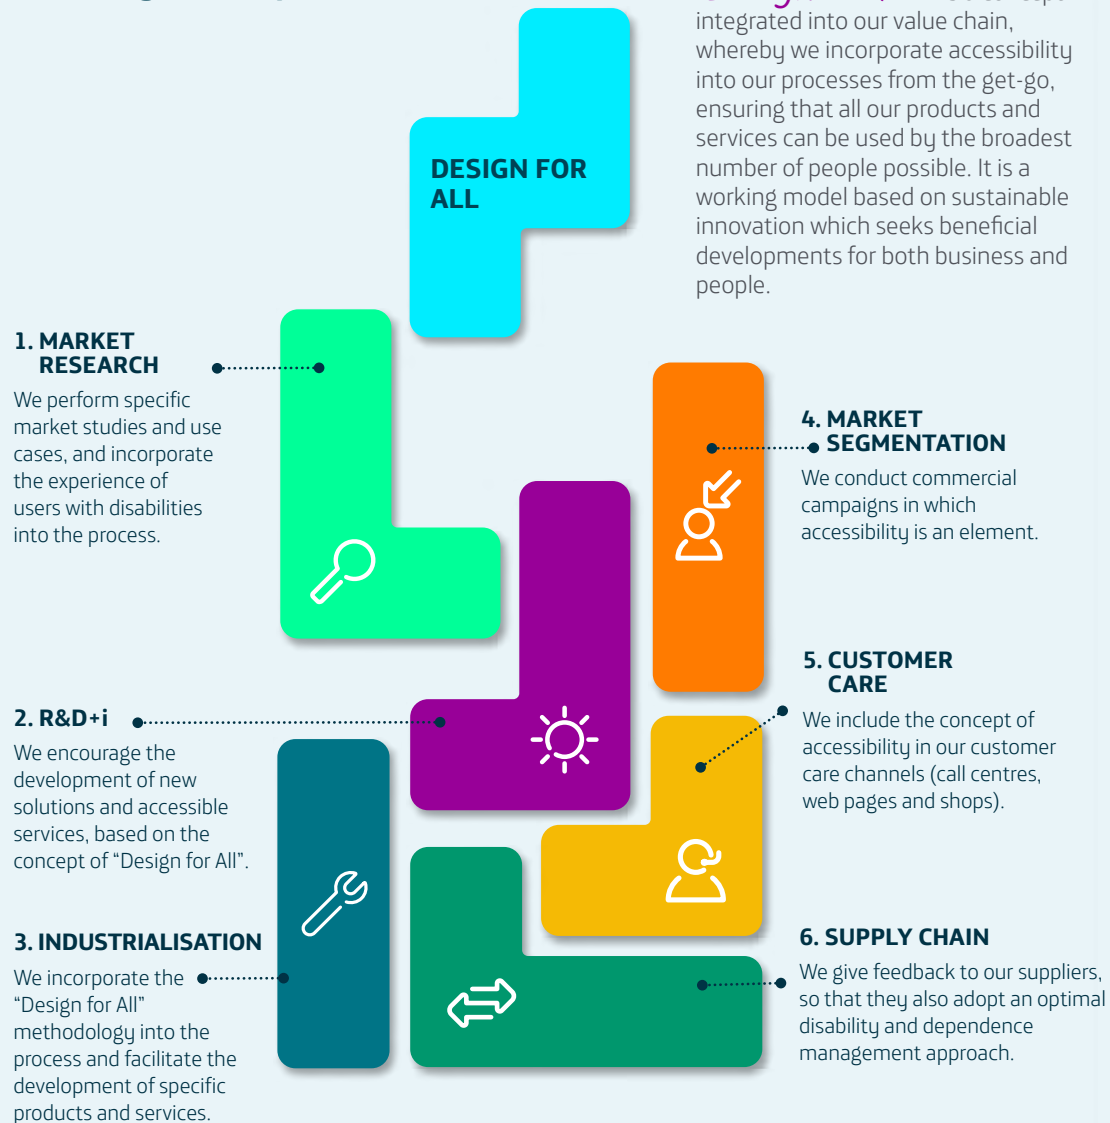 integrated into our value chain,
whereby we incorporate accessibility
into our processes from the get-go,
ensuring that all our products and
services can be used by the broadest
number of people possible. It is a
working model based on sustainable
innovation which seeks beneficial
developments for both business and
people.
DESIGN FOR
ALL
1. MARKET
RESEARCH
We perform specific
market studies and use
cases, and incorporate
the experience of
users with disabilities
into the process.
2. R&D+i
We encourage the
development of new
solutions and accessible
services, based on the
concept of “Design for All”.
3. INDUSTRIALISATION
We incorporate the
“Design for All”
methodology into the
process and facilitate the
development of specific
products and services.
4. MARKET
SEGMENTATION
We conduct commercial
campaigns in which
accessibility is an element.
5. CUSTOMER
CARE
We include the concept of
accessibility in our customer
care channels (call centres,
web pages and shops).
6. SUPPLY CHAIN
We give feedback to our suppliers,
so that they also adopt an optimal
disability and dependence
management approach.